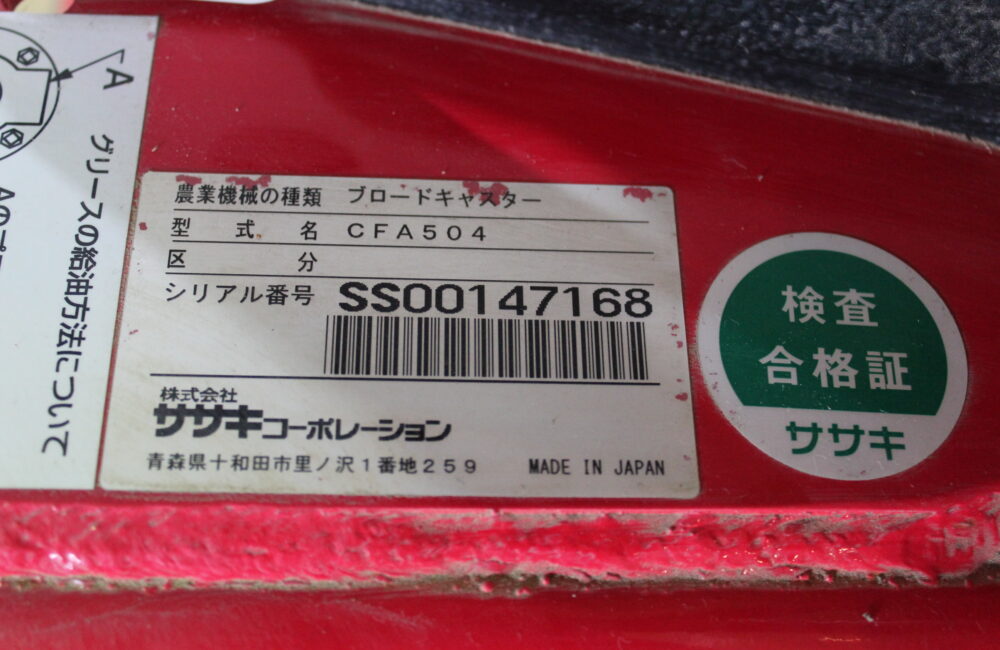 A
グリースの給油方法について
農業機械の種類 ブロードキャスター
型式名 CFA504
区分
シリアル番号 SS00147168
株式会社
ササキコーポレーション
青森県十和田市里ノ沢1番地259 MADE IN JAPAN
検査
合格証
ササキ